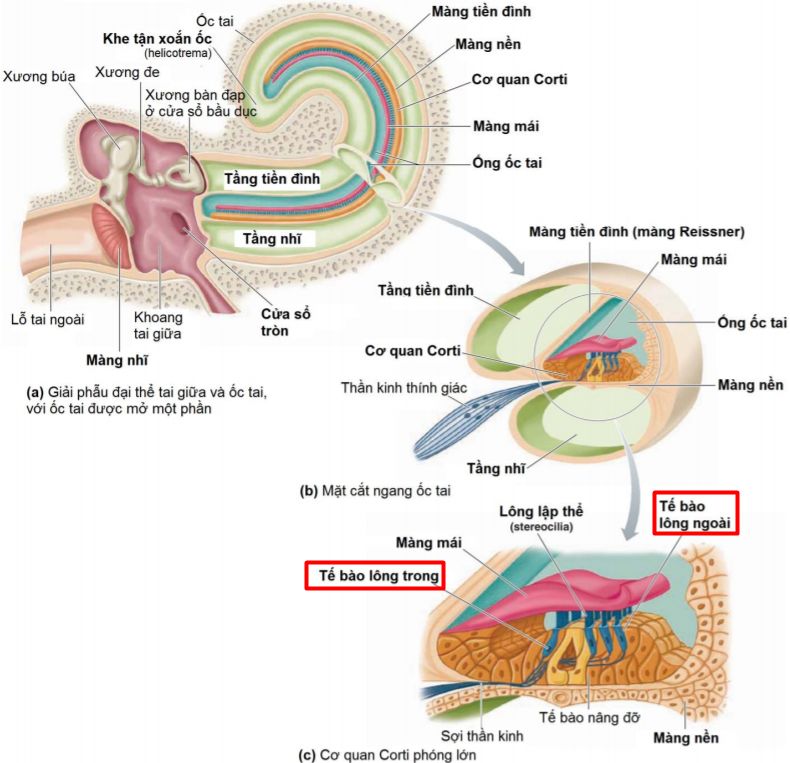 Ốc tai
Khe tận xoắn ốc
(helicotrema)
Xương đe
Xương búa
Xương bàn đạp
ở cửa sổ bầu dục
Màng tiền đình
Màng nền
Cơ quan Corti
Màng mái
Ống ốc tai
Tầng tiền đình
Tầng nhĩ
Lỗ tai ngoài
Màng nhĩ
Khoang
tai giữa
Cửa sổ
tròn
(a) Giải phẫu đại thể tai giữa và ốc tai,
với ốc tai được mở một phần
Màng tiền đình (màng Reissner)
Màng mái
Tầng tiền đình
Ống ốc tai
Cơ quan Corti
Thần kinh thính giác
Màng nền
Tầng nhĩ
(b) Mặt cắt ngang ốc tai
Lông lập thể
(stereocilia)
Tế bào
lông ngoài
Màng mái
Tế bào lông trong
Sợi thần kinh
Tế bào nâng đỡ
Màng nền
(c) Cơ quan Corti phóng lớn